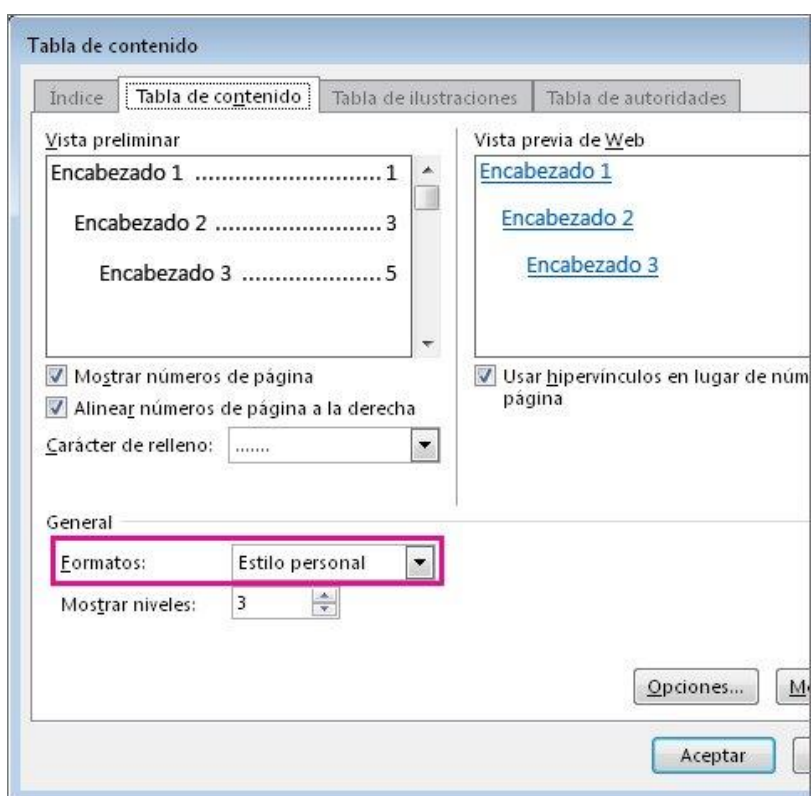 Tabla de contenido
Índice Tabla de contenido Tabla de ilustraciones Tabla de autoridades
Vista preliminar
Encabezado 1 ........................... 1
Encabezado 2 ........................ 3
Encabezado 3 .................... 5
Mostrar números de página
Alinear números de página a la derecha
Carácter de relleno: .......
Vista previa de Web
Encabezado 1
Encabezado 2
Encabezado 3
Usar hipervínculos en lugar de núm
página
General
Formatos: Estilo personal
Mostrar niveles: 3
Opciones...
Aceptar